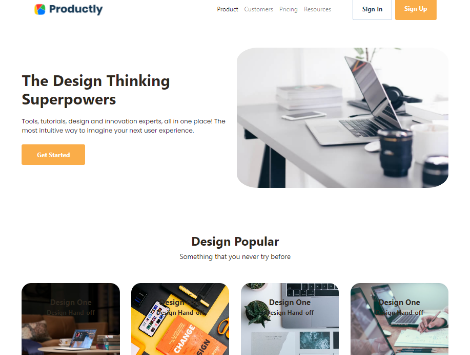 Productly
Product Customers Pricing Resources
Sign In
Sign Up
The Design Thinking
Superpowers
Tools, tutorials, design and innovation experts, all in one place! The
most intuitive way to imagine your next user experience.
Get Started
Design Popular
Something that you never try before
Design One
Design Hand-off
Design One
Design Hand-off
CHANGE
DESIGN
Design One
Design Hand-off
Design One
Design Hand-off